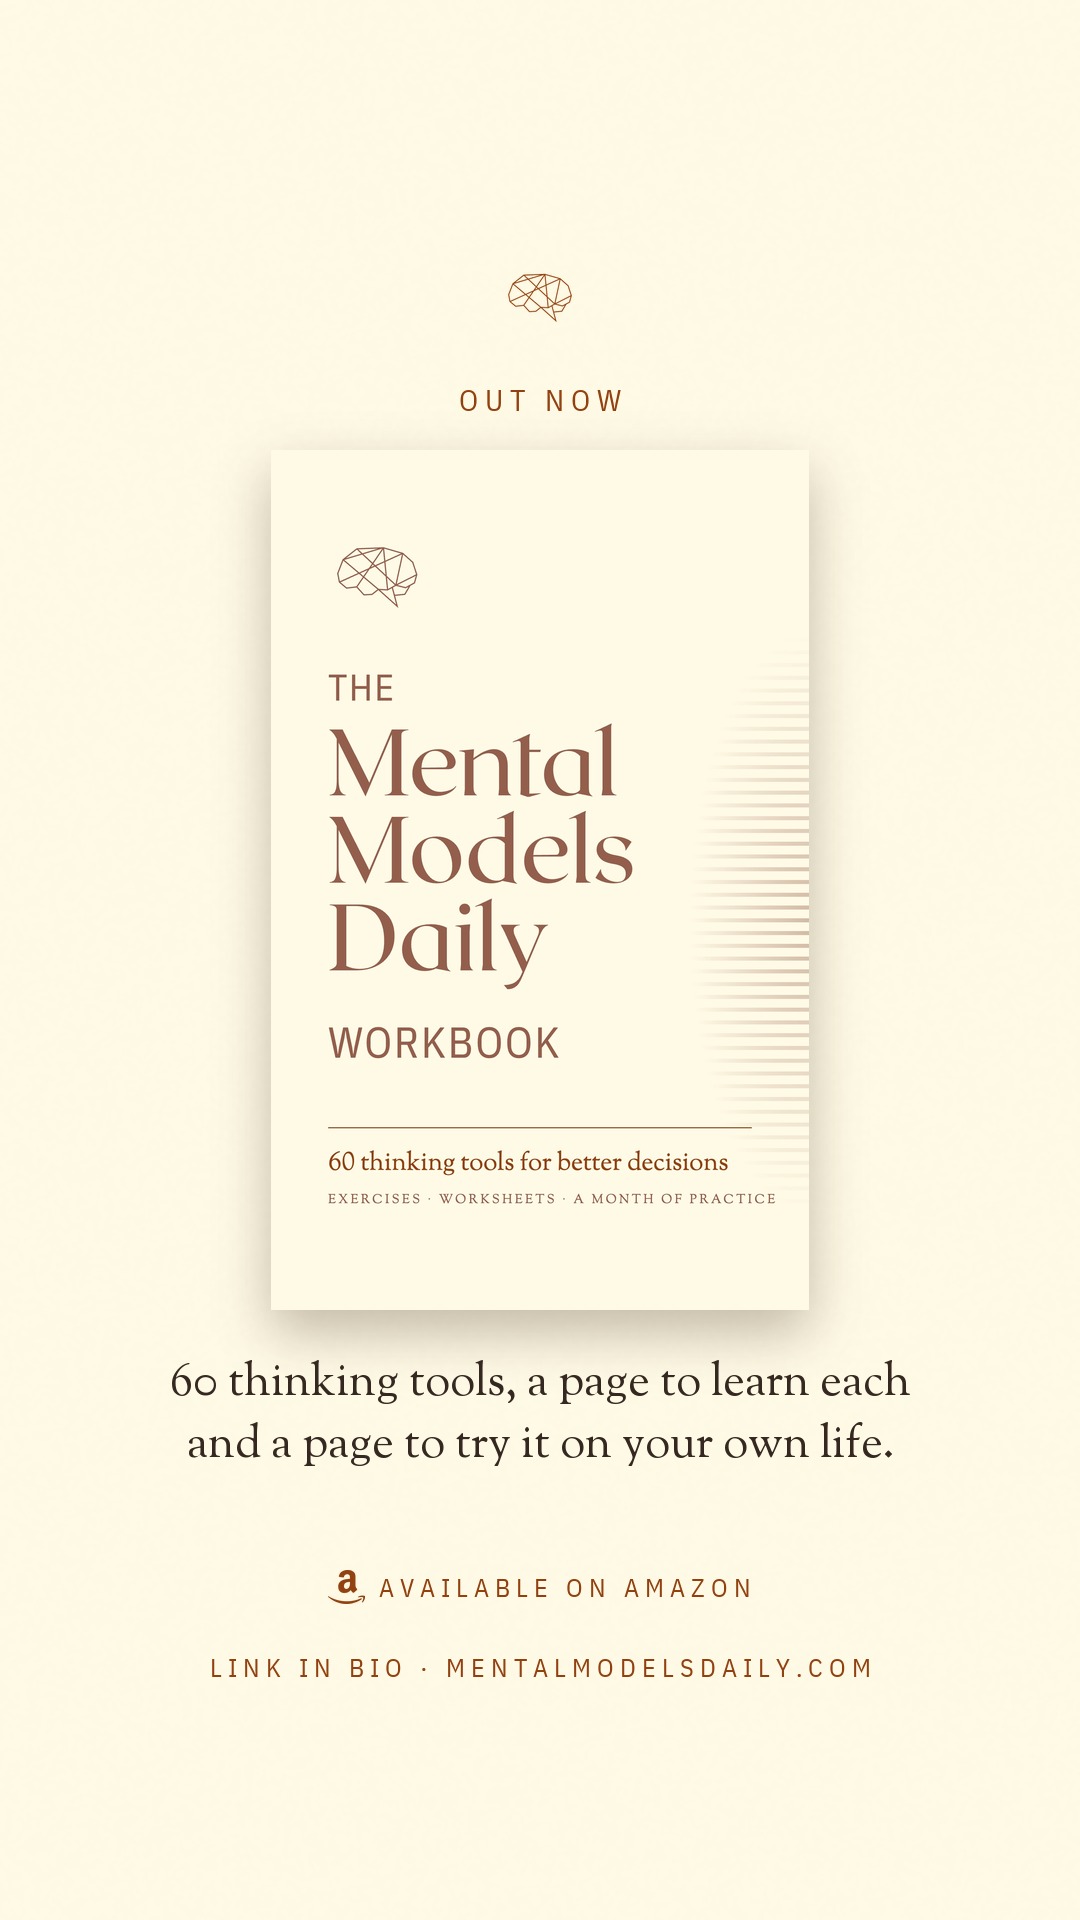 OUT NOW
THE
Mental
Models
Daily
WORKBOOK
60 thinking tools for better decisions
EXERCISES · WORKSHEETS · A MONTH OF PRACTICE
60 thinking tools, a page to learn each
and a page to try it on your own life.
a AVAILABLE ON AMAZON
LINK IN BIO · MENTALMODELSDAILY.COM